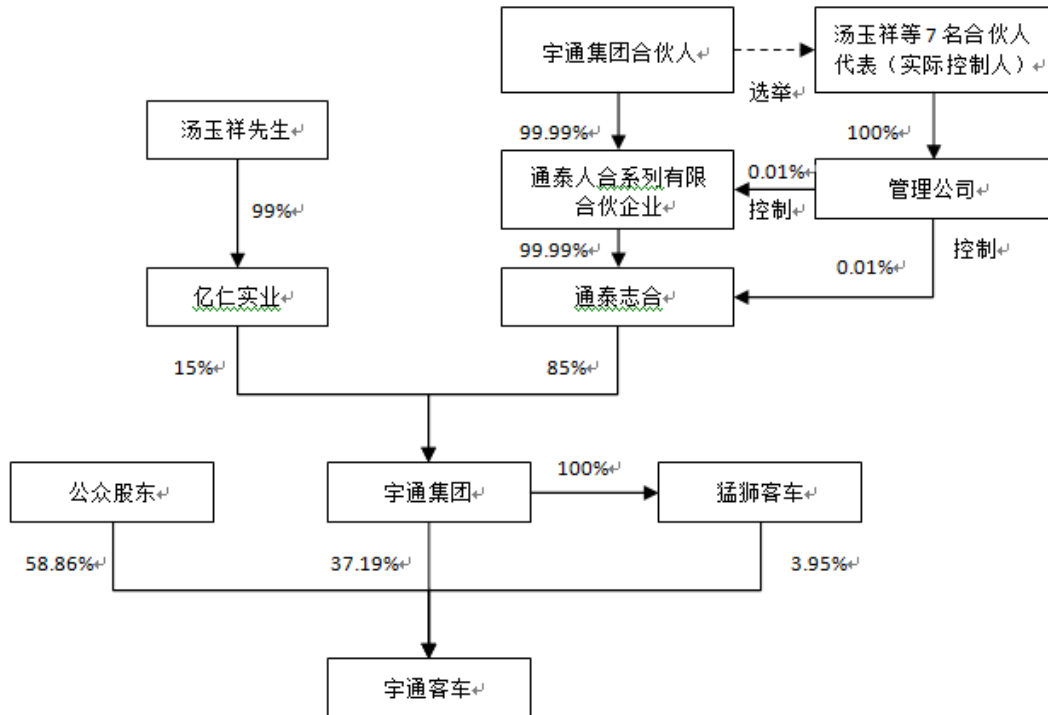 宇通集团合伙人
汤玉祥等 7 名合伙人
代表（实际控制人）
选举
汤玉祥先生
99.99%
100%
通泰人合系列有限
合伙企业
0.01%
控制
管理公司
99%
99.99%
0.01%
控制
亿仁实业
通泰志合
15%
85%
公众股东
宇通集团
100%
猛狮客车
58.86%
37.19%
3.95%
宇通客车